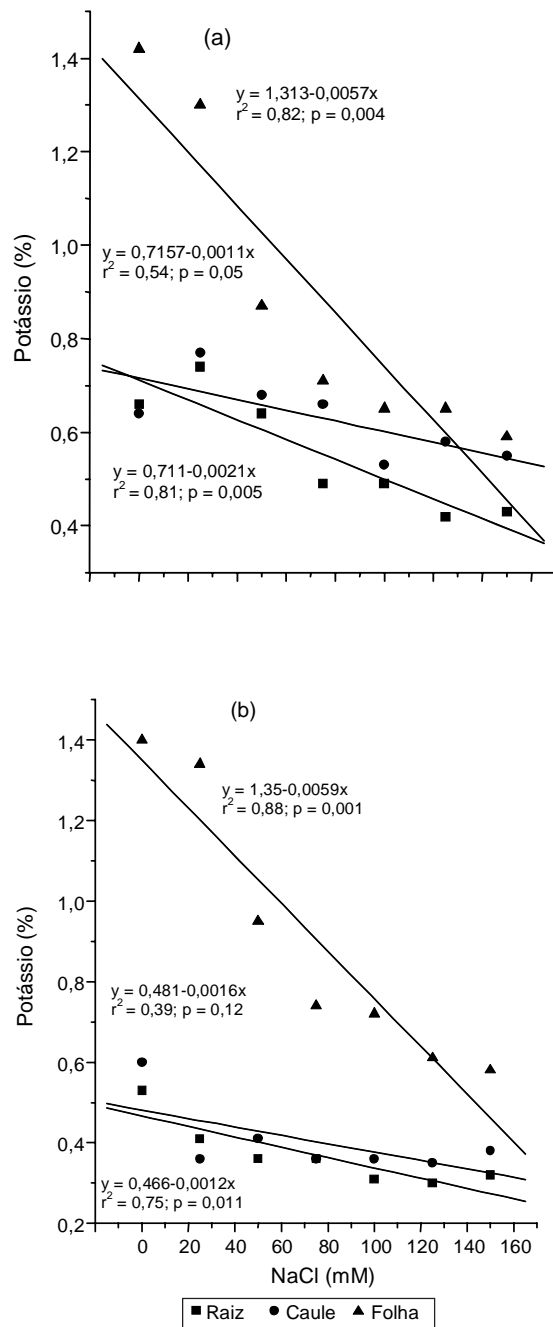 (a)
1,4
y = 1,313-0,0057x
r² = 0,82; p = 0,004
1,2
Potássio (%)
1,0
y = 0,7157-0,0011x
r² = 0,54; p = 0,05
0,8
0,6
y = 0,711-0,0021x
r² = 0,81; p = 0,005
0,4
(b)
1,4
y = 1,35-0,0059x
r² = 0,88; p = 0,001
1,2
1,0
Potássio (%)
0,8
y = 0,481-0,0016x
r² = 0,39; p = 0,12
0,6
0,4
y = 0,466-0,0012x
r² = 0,75; p = 0,011
0,2
0 20 40 60 80 100 120 140 160
NaCl (mM)
Raiz Caule Folha